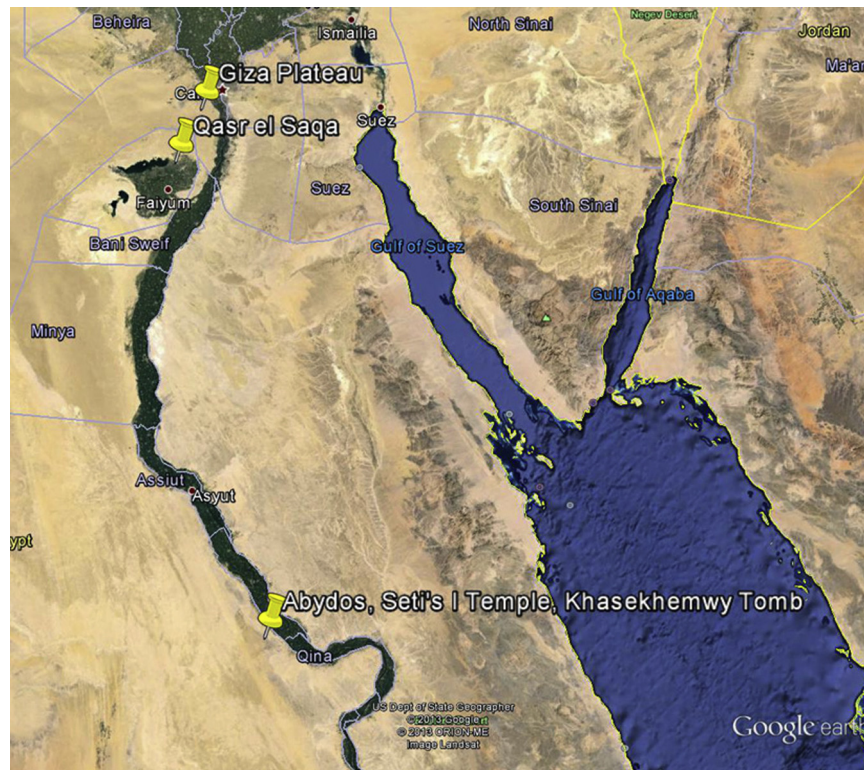 Beheira
Ismailia
North Sinai
Negev Desert
Jordan
Ma'an
Giza Plateau
Qasr el Saqa
Suez
Suez
Faiyum
South Sinai
Bani Sweif
Gulf of Suez
Gulf of Aqaba
Minya
Assiut
Asyut
ypt
Abydos, Seti's I Temple, Khasekhemwy Tomb
Qina
US Dept of State Geographer
© 2013 Google
© 2013 ORION-ME
Image Landsat
Google earth